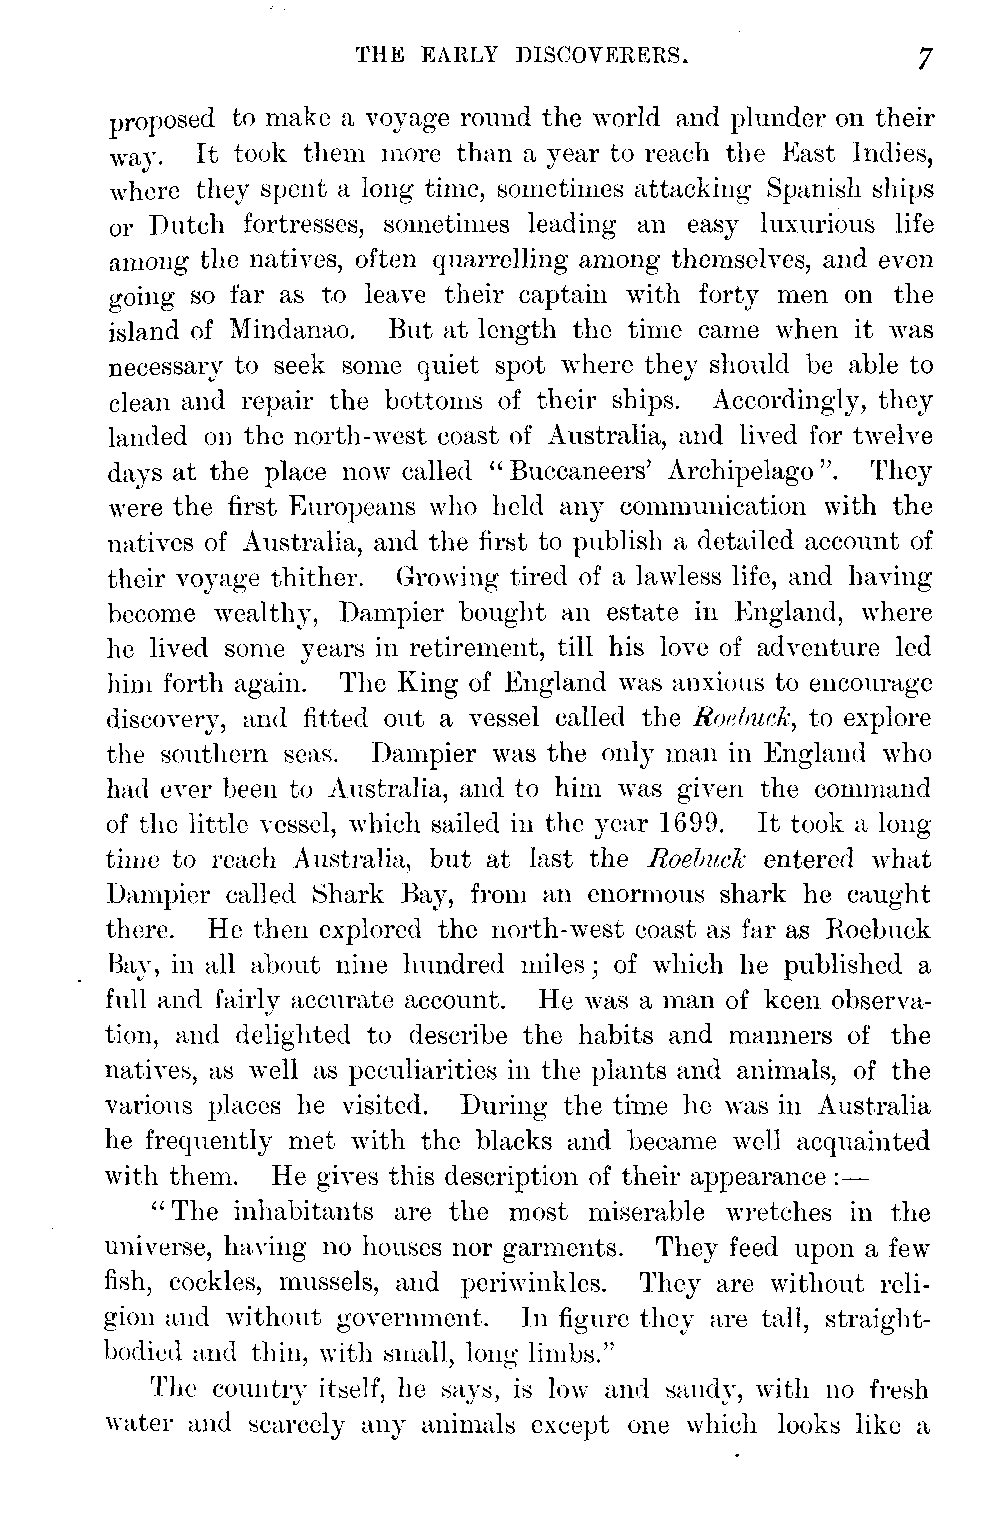 THE EARLY DISCOVERERS. 7
proposed to make a voyage round the world and plunder on their
way. It took them more than a year to reach the East Indies,
where they spent a long time, sometimes attacking Spanish ships
or Dutch fortresses, sometimes leading an easy luxurious life
among the natives, often quarrelling among themselves, and even
going so far as to leave their captain with forty men on the
island of Mindanao. But at length the time came when it was
necessary to seek some quiet spot where they should be able to
clean and repair the bottoms of their ships. Accordingly, they
landed on the north-west coast of Australia, and lived for twelve
days at the place now called “Buccaneers’ Archipelago”. They
were the first Europeans who held any communication with the
natives of Australia, and the first to publish a detailed account of
their voyage thither. Growing tired of a lawless life, and having
become wealthy, Dampier bought an estate in England, where
he lived some years in retirement, till his love of adventure led
him forth again. The King of England was anxious to encourage
discovery, and fitted out a vessel called the Roebuck, to explore
the southern seas. Dampier was the only man in England who
had ever been to Australia, and to him was given the command
of the little vessel, which sailed in the year 1699. It took a long
time to reach Australia, but at last the Roebuck entered what
Dampier called Shark Bay, from an enormous shark he caught
there. He then explored the north-west coast as far as Roebuck
Bay, in all about nine hundred miles; of which he published a
full and fairly accurate account. He was a man of keen observa-
tion, and delighted to describe the habits and manners of the
natives, as well as peculiarities in the plants and animals, of the
various places he visited. During the time he was in Australia
he frequently met with the blacks and became well acquainted
with them. He gives this description of their appearance :—
“The inhabitants are the most miserable wretches in the
universe, having no houses nor garments. They feed upon a few
fish, cockles, mussels, and periwinkles. They are without reli-
gion and without government. In figure they are tall, straight-
bodied and thin, with small, long limbs.”
The country itself, he says, is low and sandy, with no fresh
water and scarcely any animals except one which looks like a